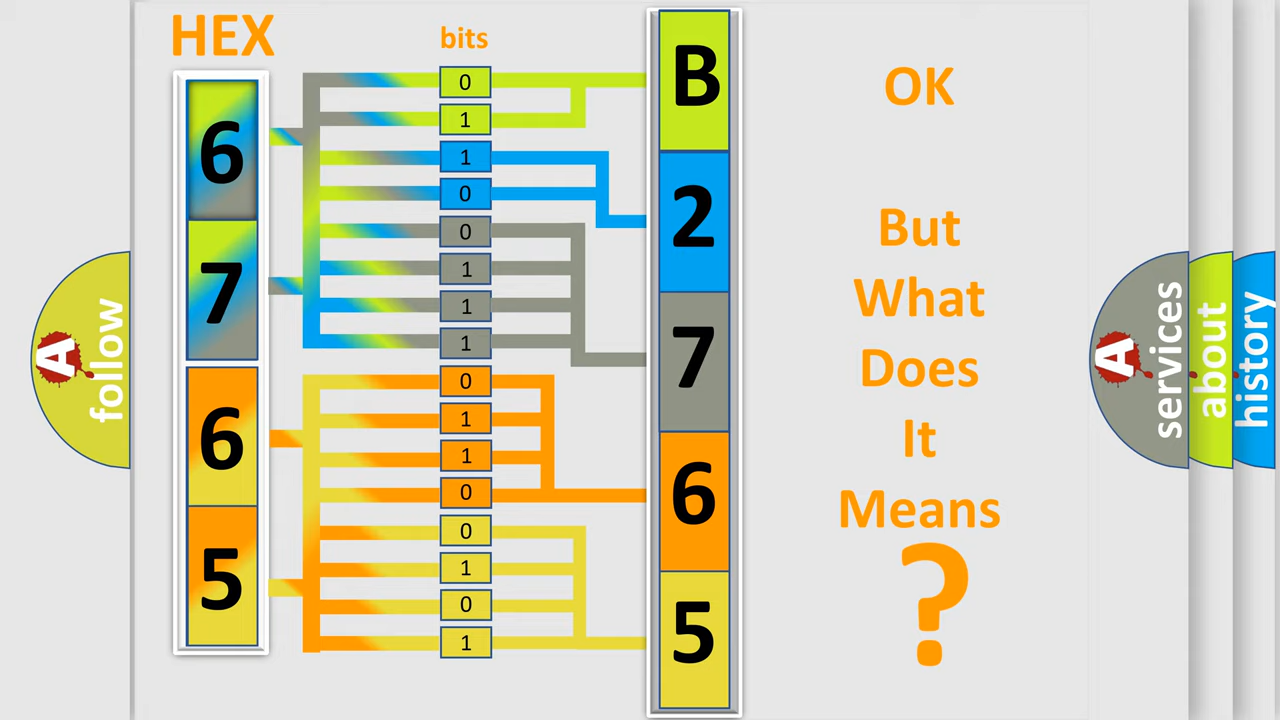 HEX
bits
6
7
6
5
0
1
1
0
0
1
1
1
0
1
1
0
0
1
0
1
B
2
7
6
5
OK
But
What
Does
It
Means
?
A
follow
A
services
about
history